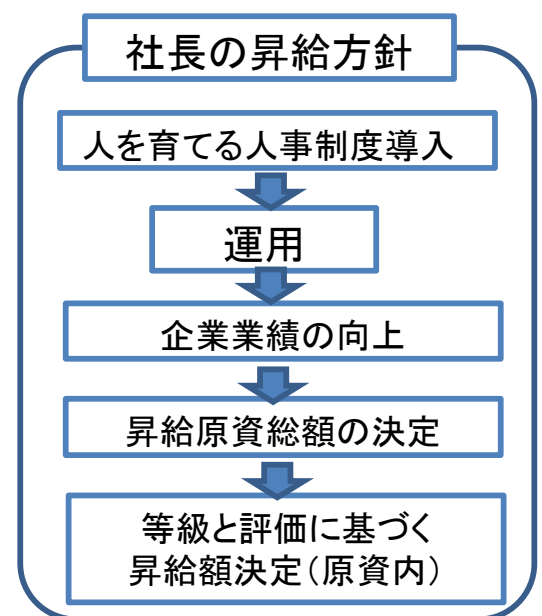 社長の昇給方針
人を育てる人事制度導入
運用
企業業績の向上
昇給原資総額の決定
等級と評価に基づく
昇給額決定（原資内）